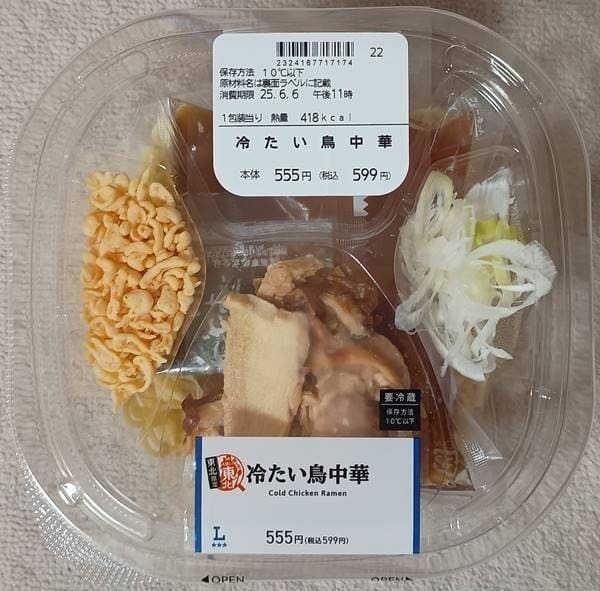 2324167717174
22
保存方法 10℃以下
原材料名は裏面ラベルに記載
消費期限 25.6.6 午後11時
1包装当り 熱量 418kcal
冷たい鳥中華
本体 555円 (税込 599円)
要冷蔵
保存方法
10℃以下
東北限定
東北
冷たい鳥中華
Cold Chicken Ramen
L
★★★
555円(税込599円)
◀OPEN
OPEN